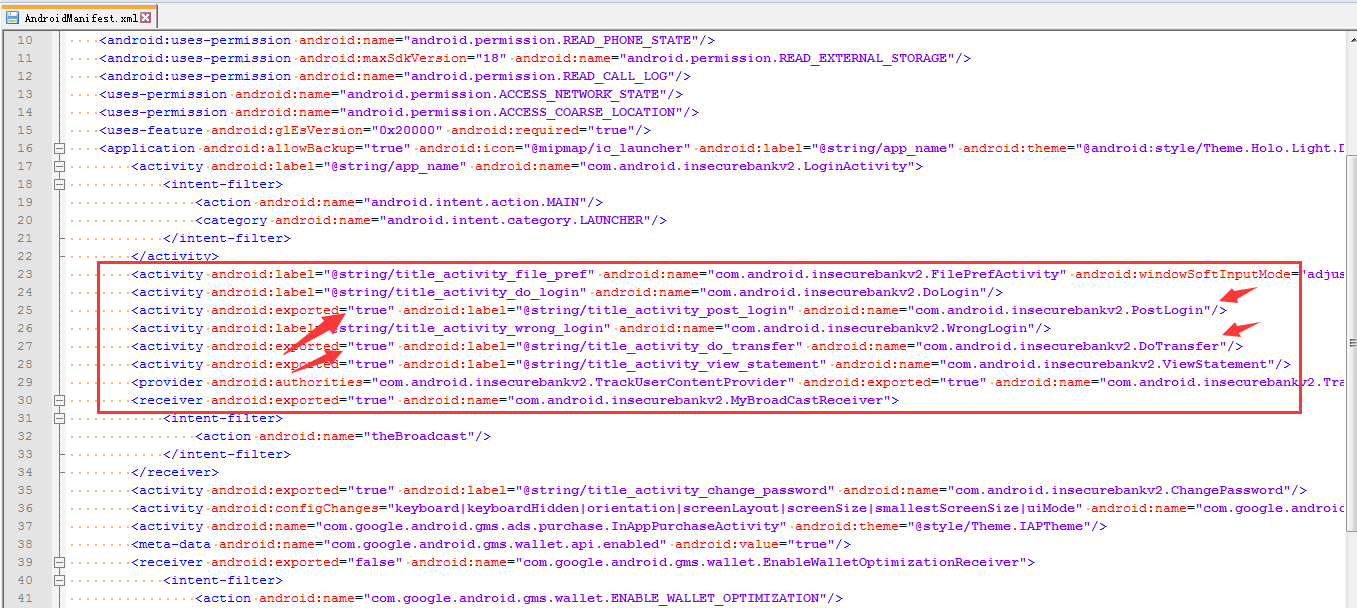 AndroidManifest.xml
10 <android:uses-permission android:name="android.permission.READ_PHONE_STATE"/>
11 <android:uses-permission android:maxSdkVersion="18" android:name="android.permission.READ_EXTERNAL_STORAGE"/>
12 <android:uses-permission android:name="android.permission.READ_CALL_LOG"/>
13 <uses-permission android:name="android.permission.ACCESS_NETWORK_STATE"/>
14 <uses-permission android:name="android.permission.ACCESS_COARSE_LOCATION"/>
15 <uses-feature android:glEsVersion="0x20000" android:required="true"/>
16 <application android:allowBackup="true" android:icon="@mipmap/ic_launcher" android:label="@string/app_name" android:theme="@android:style/Theme.Holo.Light.D
17 <activity android:label="@string/app_name" android:name="com.android.insecurebankv2.LoginActivity">
18 <intent-filter>
19 <action android:name="android.intent.action.MAIN"/>
20 <category android:name="android.intent.category.LAUNCHER"/>
21 </intent-filter>
22 </activity>
23 <activity android:label="@string/title_activity_file_pref" android:name="com.android.insecurebankv2.FilePrefActivity" android:windowSoftInputMode="adjus
24 <activity android:label="@string/title_activity_do_login" android:name="com.android.insecurebankv2.DoLogin"/>
25 <activity android:exported="true" android:label="@string/title_activity_post_login" android:name="com.android.insecurebankv2.PostLogin"/>
26 <activity android:label="@string/title_activity_wrong_login" android:name="com.android.insecurebankv2.WrongLogin"/>
27 <activity android:exported="true" android:label="@string/title_activity_do_transfer" android:name="com.android.insecurebankv2.DoTransfer"/>
28 <activity android:exported="true" android:label="@string/title_activity_view_statement" android:name="com.android.insecurebankv2.ViewStatement"/>
29 <provider android:authorities="com.android.insecurebankv2.TrackUserContentProvider" android:exported="true" android:name="com.android.insecurebankv2.Tra
30 <receiver android:exported="true" android:name="com.android.insecurebankv2.MyBroadCastReceiver">
31 <intent-filter>
32 <action android:name="theBroadcast"/>
33 </intent-filter>
34 </receiver>
35 <activity android:exported="true" android:label="@string/title_activity_change_password" android:name="com.android.insecurebankv2.ChangePassword"/>
36 <activity android:configChanges="keyboard|keyboardHidden|orientation|screenLayout|screenSize|smallestScreenSize|uiMode" android:name="com.google.androic
37 <activity android:name="com.google.android.gms.ads.purchase.InAppPurchaseActivity" android:theme="@style/Theme.IAPTheme"/>
38 <meta-data android:name="com.google.android.gms.wallet.api.enabled" android:value="true"/>
39 <receiver android:exported="false" android:name="com.google.android.gms.wallet.EnableWalletOptimizationReceiver">
40 <intent-filter>
41 <action android:name="com.google.android.gms.wallet.ENABLE_WALLET_OPTIMIZATION"/>